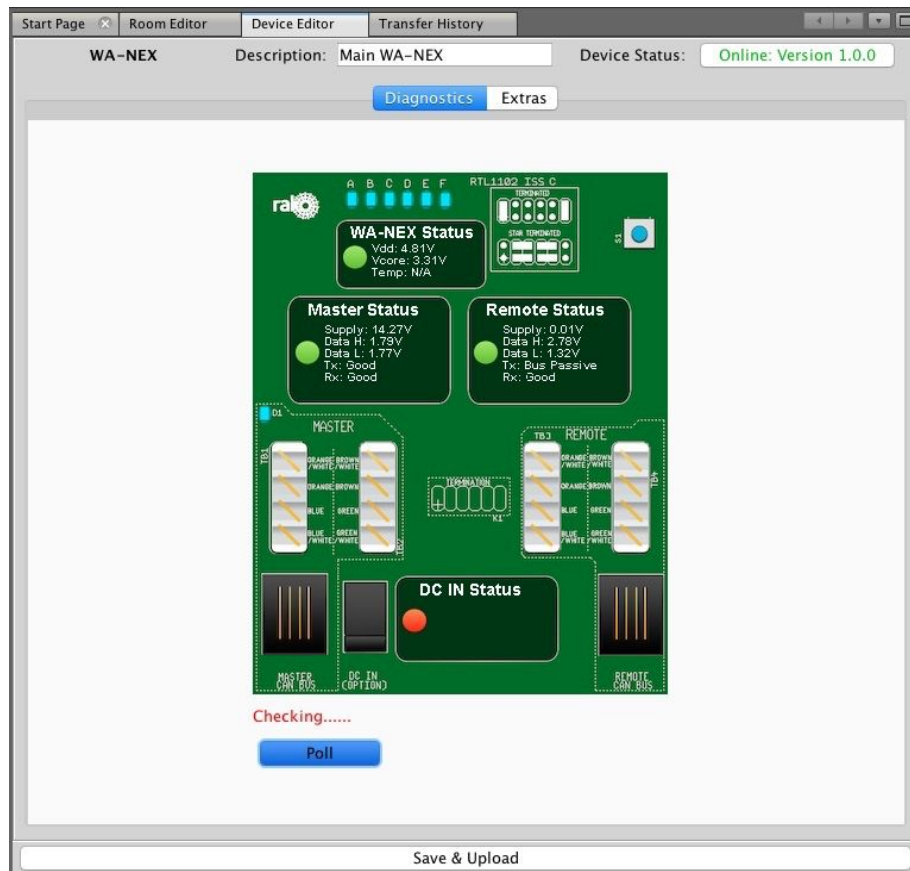 Start Page Room Editor Device Editor Transfer History
WA-NEX Description: Main WA-NEX Device Status: Online: Version 1.0.0
Diagnostics Extras
A B C D E F RTL1102 ISS C
TERMINATED
rako
STAR TERMINATED
S1
WA-NEX Status
Vdd: 4.81V
Vcore: 3.31V
Temp: N/A
Master Status
Supply: 14.27V
Data H: 1.79V
Data L: 1.77V
Tx: Good
Rx: Good
Remote Status
Supply: 0.01V
Data H: 2.78V
Data L: 1.32V
Tx: Bus Passive
Rx: Good
D1
MASTER
TB1
ORANGE/WHITE BROWN/WHITE
ORANGE BROWN
BLUE GREEN
BLUE/WHITE GREEN/WHITE
TB2
TERMINATION
K1
TB3 REMOTE
ORANGE/WHITE BROWN/WHITE
ORANGE BROWN
BLUE GREEN
BLUE/WHITE GREEN/WHITE
TB4
DC IN Status
MASTER CAN BUS
DC IN (OPTION)
REMOTE CAN BUS
Checking......
Poll
Save & Upload